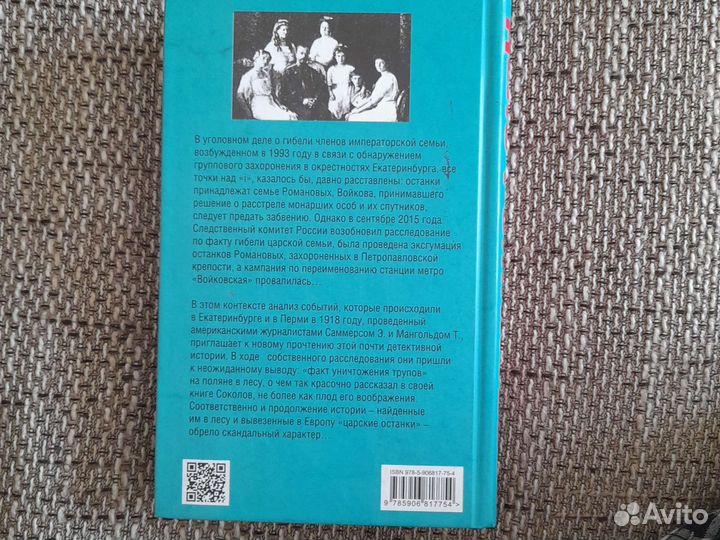 В уголовном деле о гибели членов императорской семьи,
возбужденном в 1993 году в связи с обнаружением
группового захоронения в окрестностях Екатеринбурга, все
точки над «i», казалось бы, давно расставлены: останки
принадлежат семье Романовых, Войкова, принимавшего
решение о расстреле монарших особ и их спутников,
следует предать забвению. Однако в сентябре 2015 года.
Следственный комитет России возобновил расследование
по факту гибели царской семьи, была проведена эксгумация
останков Романовых, захороненных в Петропавловской
крепости, а кампания по переименованию станции метро
«Войковская» провалилась...
В этом контексте анализ событий, которые происходили
в Екатеринбурге и в Перми в 1918 году, проведенный
американскими журналистами Саммерсом Э. и Мангольдом Т.,
приглашает к новому прочтению этой почти детективной
истории. В ходе собственного расследования они пришли
к неожиданному выводу: «факт уничтожения трупов»
на поляне в лесу, о чем так красочно рассказал в своей
книге Соколов, не более как плод его воображения.
Соответственно и продолжение истории – найденные
им в лесу и вывезенные в Европу «царские останки» –
обрело скандальный характер...
ISBN 978-5-906817-75-4
9 785906 817754 >
Avito